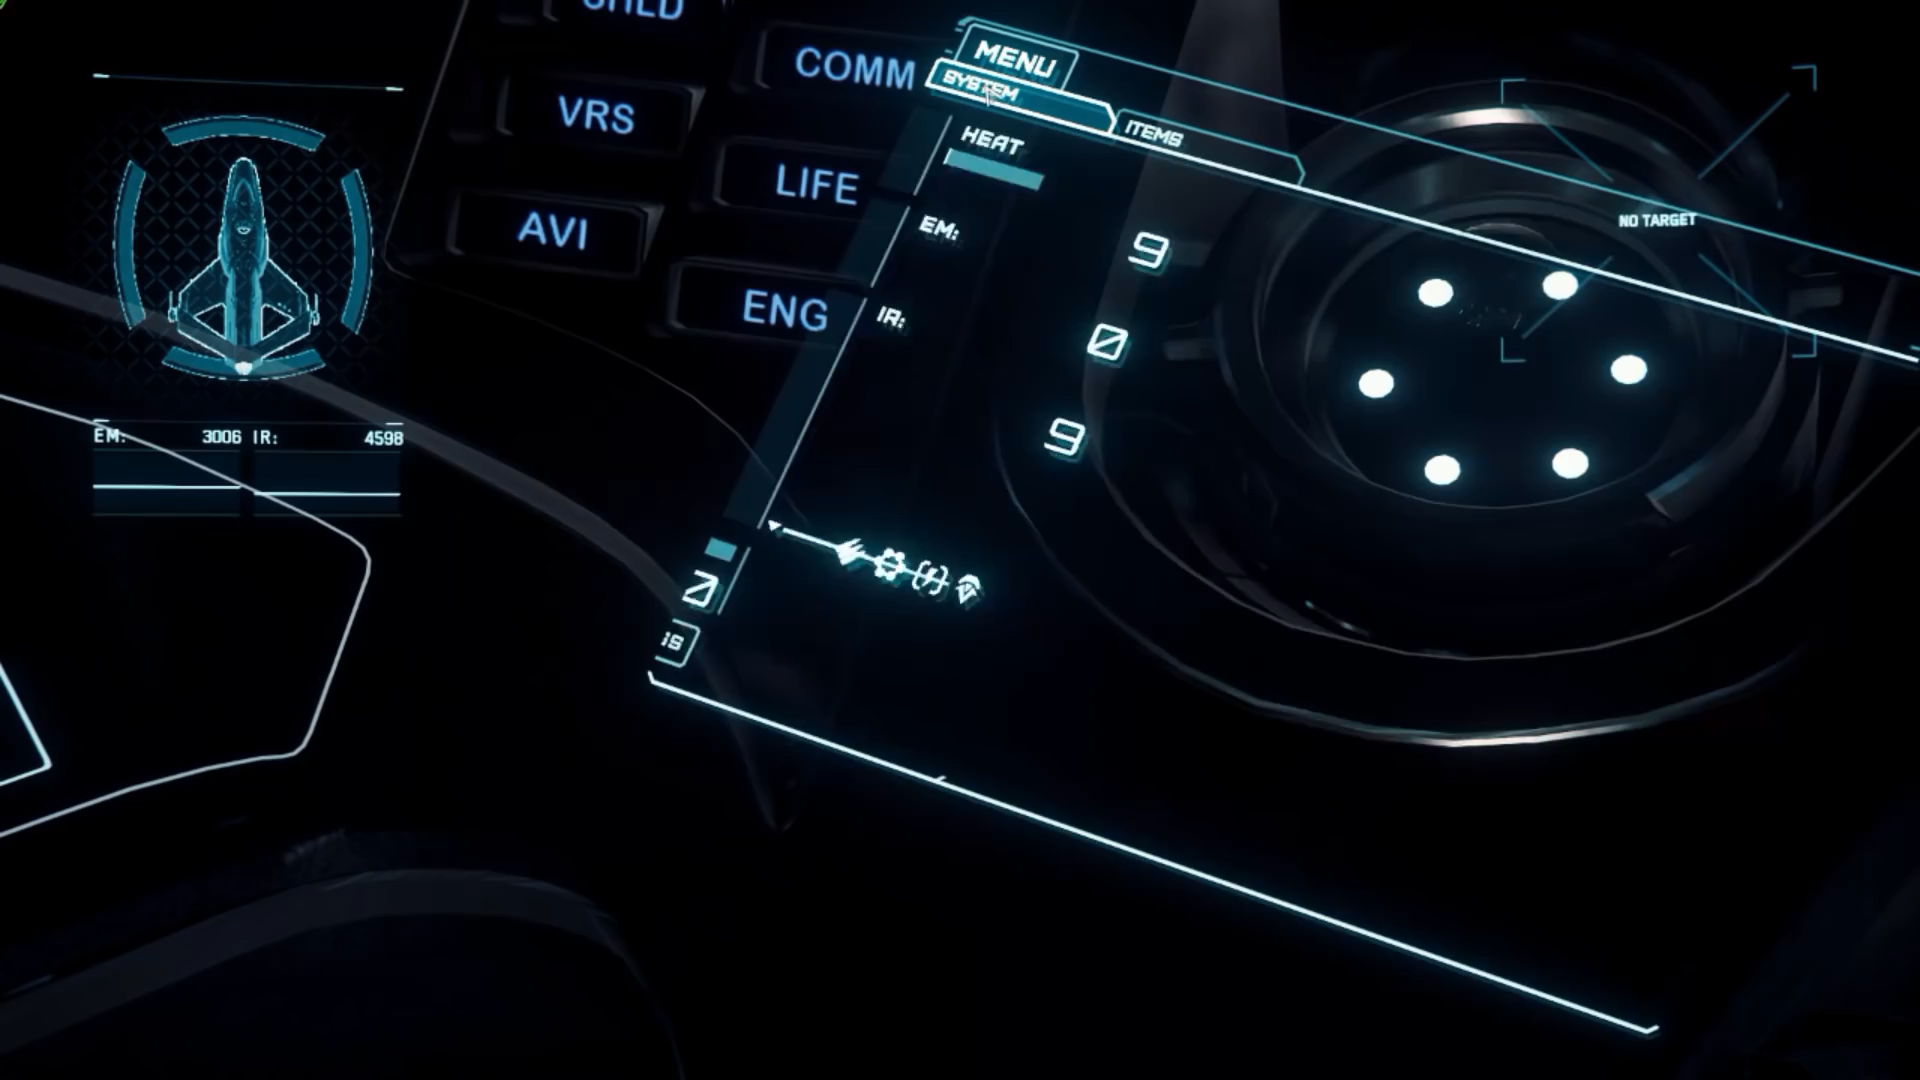 COMM
VRS
LIFE
AVI
ENG
MENU
SYSTEM
ITEMS
HEAT
EM:
9
IR:
0
9
NO TARGET
EM: 3006 IR: 4598